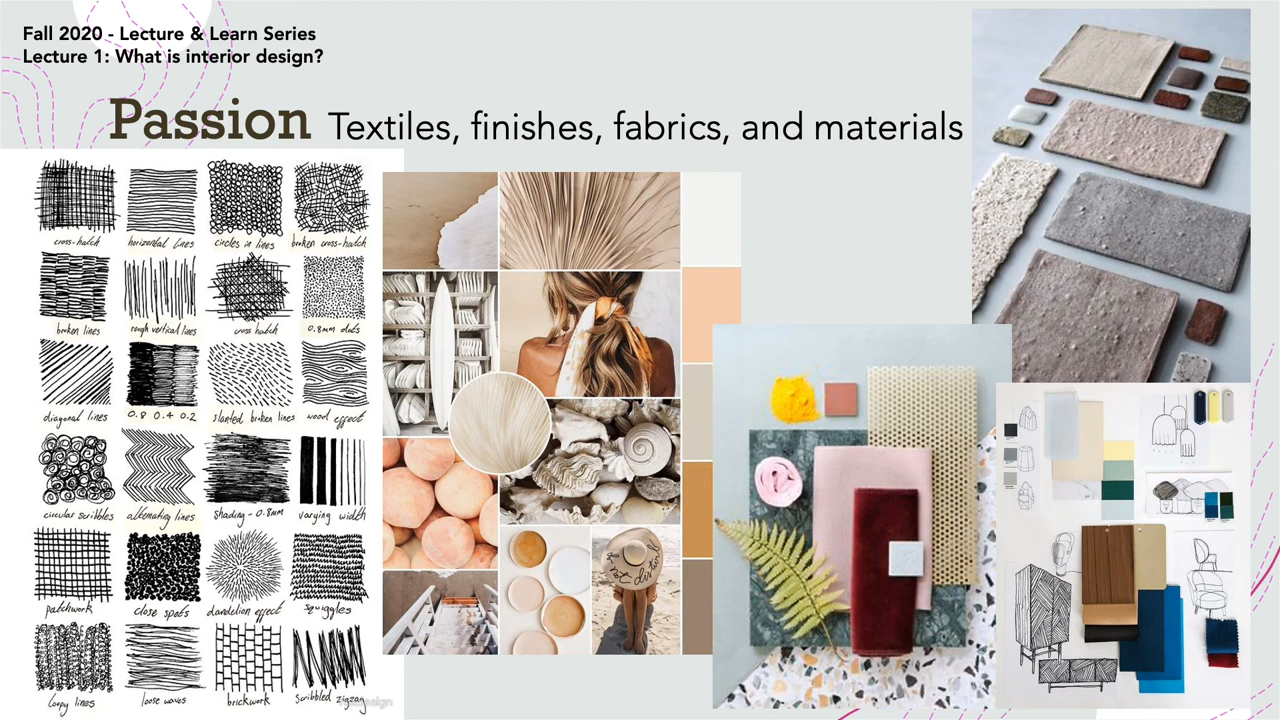 Fall 2020 - Lecture & Learn Series
Lecture 1: What is interior design?
Passion Textiles, finishes, fabrics, and materials
cross-hatch horizontal lines circles in lines broken cross-hatch
broken lines rough vertical lines cross hatch 0.8mm dots
diagonal lines 0.8 0.4 0.2 slanted broken lines wood effect
circular scribbles alternating lines shading - 0.8mm varying width
patchwork close spots dandelion effect squiggles
loopy lines loose waves brickwork scribbled zigzag
do not disturb